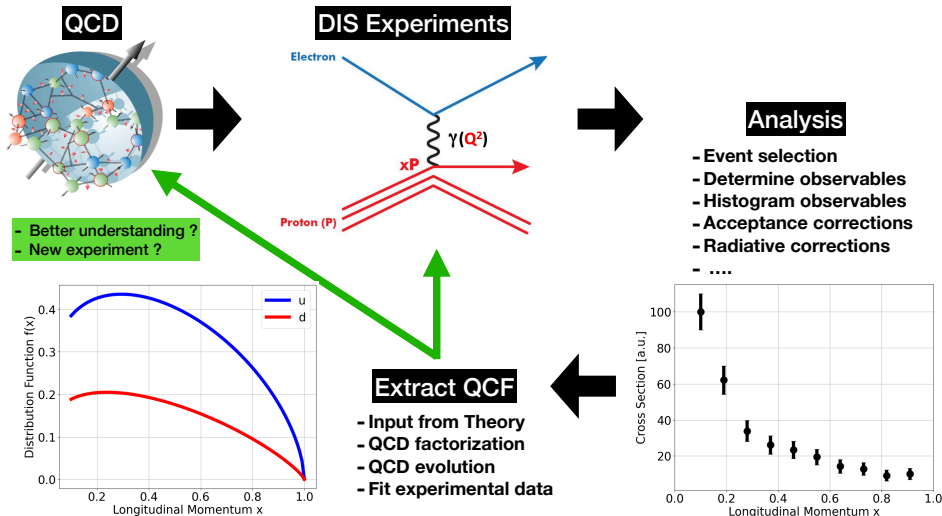 QCD
DIS Experiments
Electron
γ(Q²)
xP
Proton (P)
Analysis
- Event selection
- Determine observables
- Histogram observables
- Acceptance corrections
- Radiative corrections
- ....
- Better understanding ?
- New experiment ?
Distribution Function f(x)
0.4
0.3
0.2
0.1
0.0
u
d
0.2
0.4
0.6
0.8
1.0
Longitudinal Momentum x
Extract QCF
- Input from Theory
- QCD factorization
- QCD evolution
- Fit experimental data
Cross Section [a.u.]
100
80
60
40
20
0.0
0.2
0.4
0.6
0.8
1.0
Longitudinal Momentum x